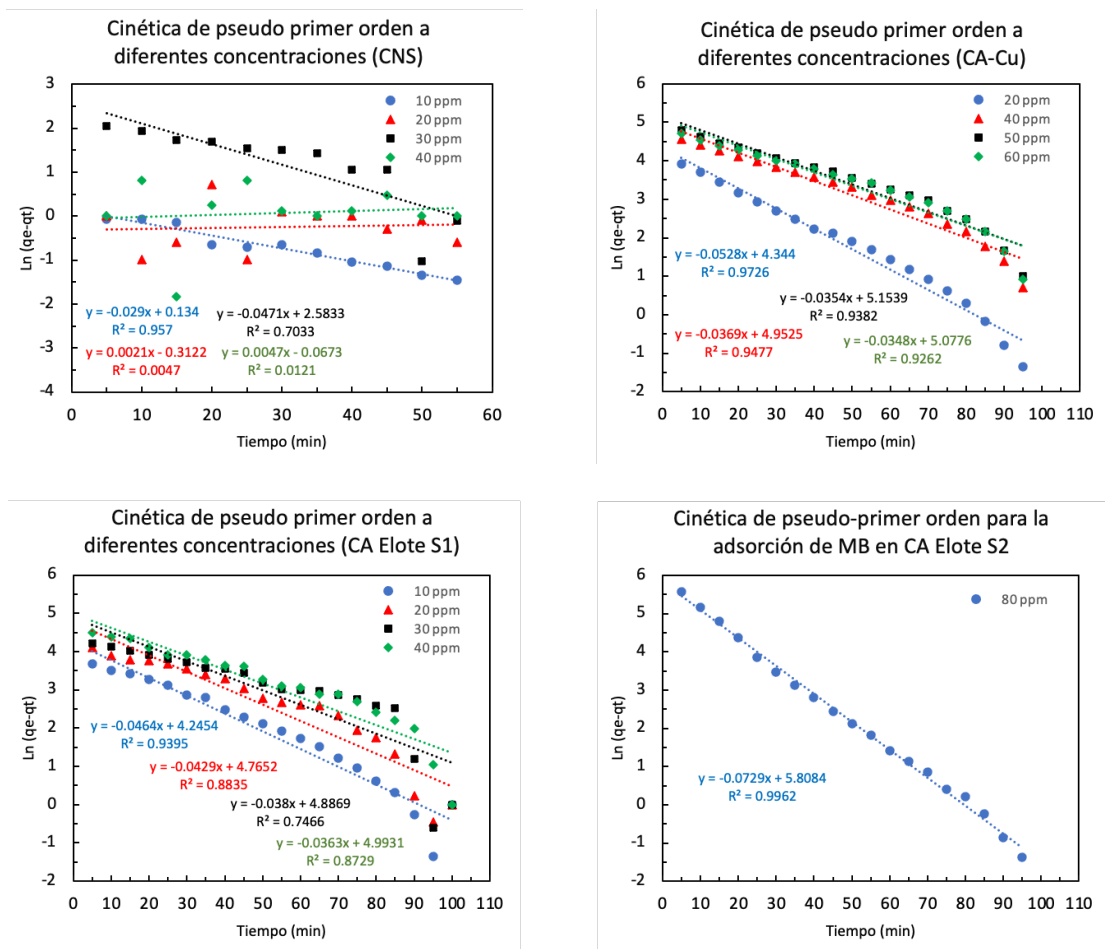 Cinética de pseudo primer orden a
diferentes concentraciones (CNS)
3
2
1
0
-1
-2
-3
-4
Ln (qe-qt)
10 ppm
20 ppm
30 ppm
40 ppm
y = -0.029x + 0.134
R² = 0.957
y = -0.0471x + 2.5833
R² = 0.7033
y = 0.0021x - 0.3122
R² = 0.0047
y = 0.0047x - 0.0673
R² = 0.0121
0 10 20 30 40 50 60
Tiempo (min)
Cinética de pseudo primer orden a
diferentes concentraciones (CA-Cu)
6
5
4
3
2
1
0
-1
-2
Ln (qe-qt)
20 ppm
40 ppm
50 ppm
60 ppm
y = -0.0528x + 4.344
R² = 0.9726
y = -0.0354x + 5.1539
R² = 0.9382
y = -0.0369x + 4.9525
R² = 0.9477
y = -0.0348x + 5.0776
R² = 0.9262
0 10 20 30 40 50 60 70 80 90 100 110
Tiempo (min)
Cinética de pseudo primer orden a
diferentes concentraciones (CA Elote S1)
6
5
4
3
2
1
0
-1
-2
Ln (qe-qt)
10 ppm
20 ppm
30 ppm
40 ppm
y = -0.0464x + 4.2454
R² = 0.9395
y = -0.0429x + 4.7652
R² = 0.8835
y = -0.038x + 4.8869
R² = 0.7466
y = -0.0363x + 4.9931
R² = 0.8729
0 10 20 30 40 50 60 70 80 90 100 110
Tiempo (min)
Cinética de pseudo-primer orden para la
adsorción de MB en CA Elote S2
6
5
4
3
2
1
0
-1
-2
Ln (qe-qt)
80 ppm
y = -0.0729x + 5.8084
R² = 0.9962
0 10 20 30 40 50 60 70 80 90 100 110
Tiempo (min)